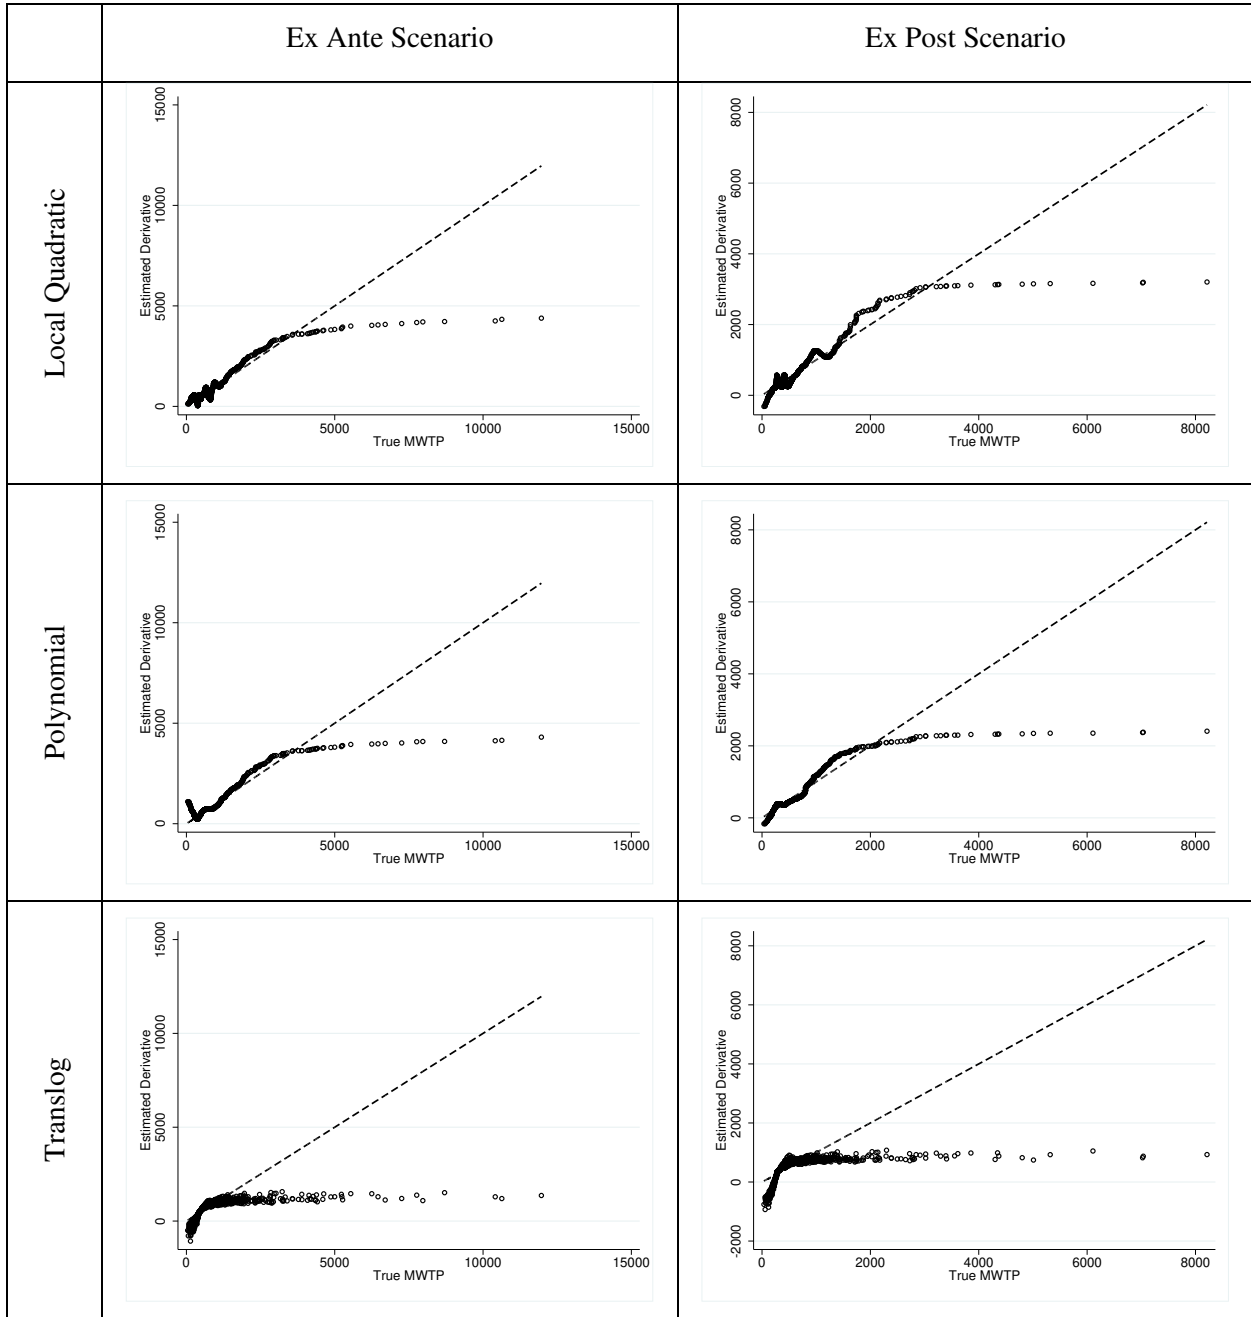 Ex Ante Scenario
Ex Post Scenario
Local Quadratic
Estimated Derivative
15000
10000
5000
0
0 5000 10000 15000
True MWTP
Estimated Derivative
8000
6000
4000
2000
0
0 2000 4000 6000 8000
True MWTP
Polynomial
Estimated Derivative
15000
10000
5000
0
0 5000 10000 15000
True MWTP
Estimated Derivative
8000
6000
4000
2000
0
0 2000 4000 6000 8000
True MWTP
Translog
Estimated Derivative
15000
10000
5000
0
0 5000 10000 15000
True MWTP
Estimated Derivative
8000
6000
4000
2000
0
-2000
0 2000 4000 6000 8000
True MWTP